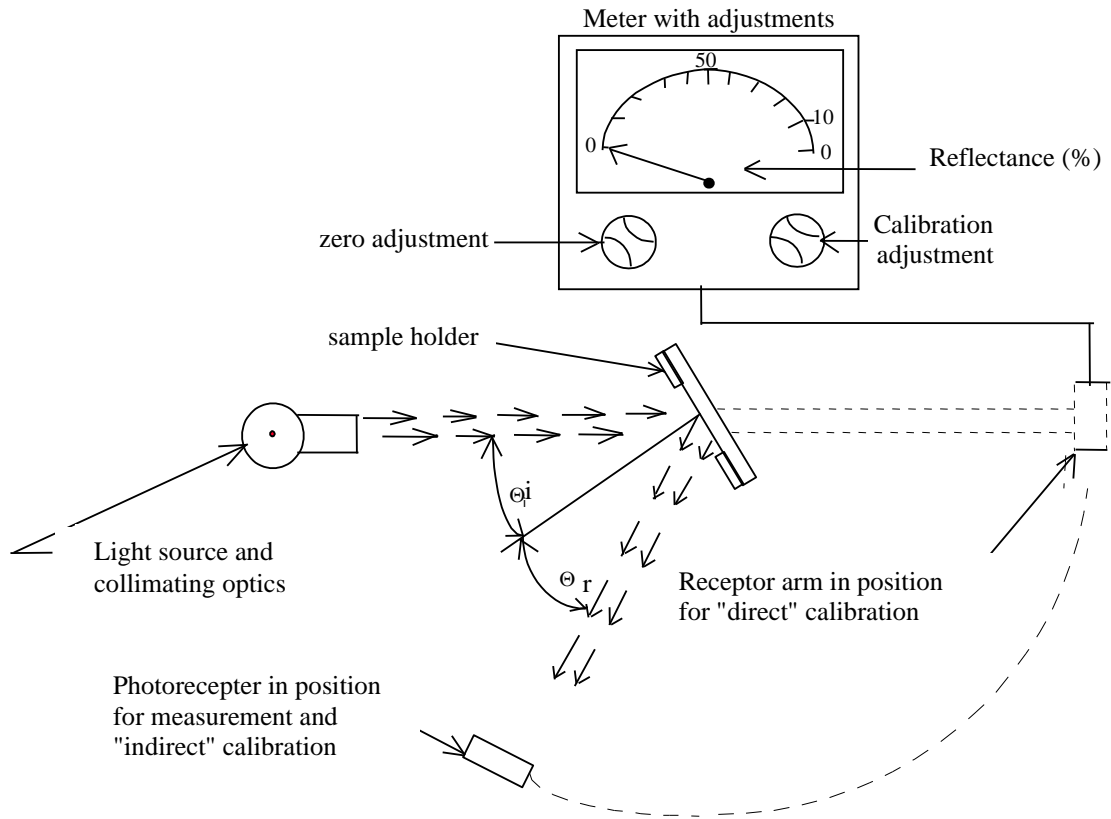 Meter with adjustments
50
10
0
0
Reflectance (%)
zero adjustment
Calibration
adjustment
sample holder
Θi i
Light source and
collimating optics
Θ r
Receptor arm in position
for "direct" calibration
Photorecepter in position
for measurement and
"indirect" calibration